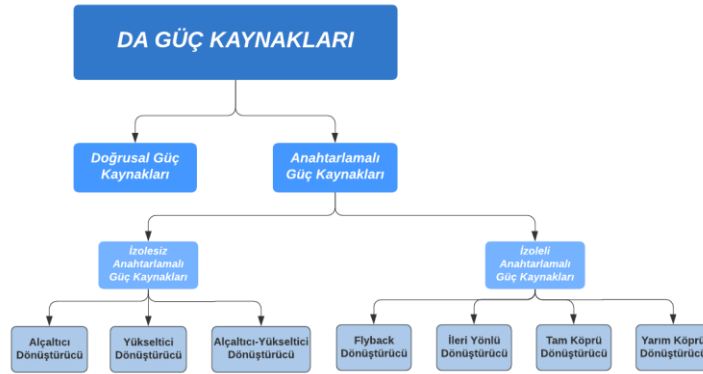 DA GÜÇ KAYNAKLARI
Doğrusal Güç
Kaynakları
Anahtarlamalı
Güç Kaynakları
İzolesiz
Anahtarlamalı
Güç Kaynakları
İzoleli
Anahtarlamalı
Güç Kaynakları
Alçaltıcı
Dönüştürücü
Yükseltici
Dönüştürücü
Alçaltıcı-Yükseltici
Dönüştürücü
Flyback
Dönüştürücü
İleri Yönlü
Dönüştürücü
Tam Köprü
Dönüştürücü
Yarım Köprü
Dönüştürücü